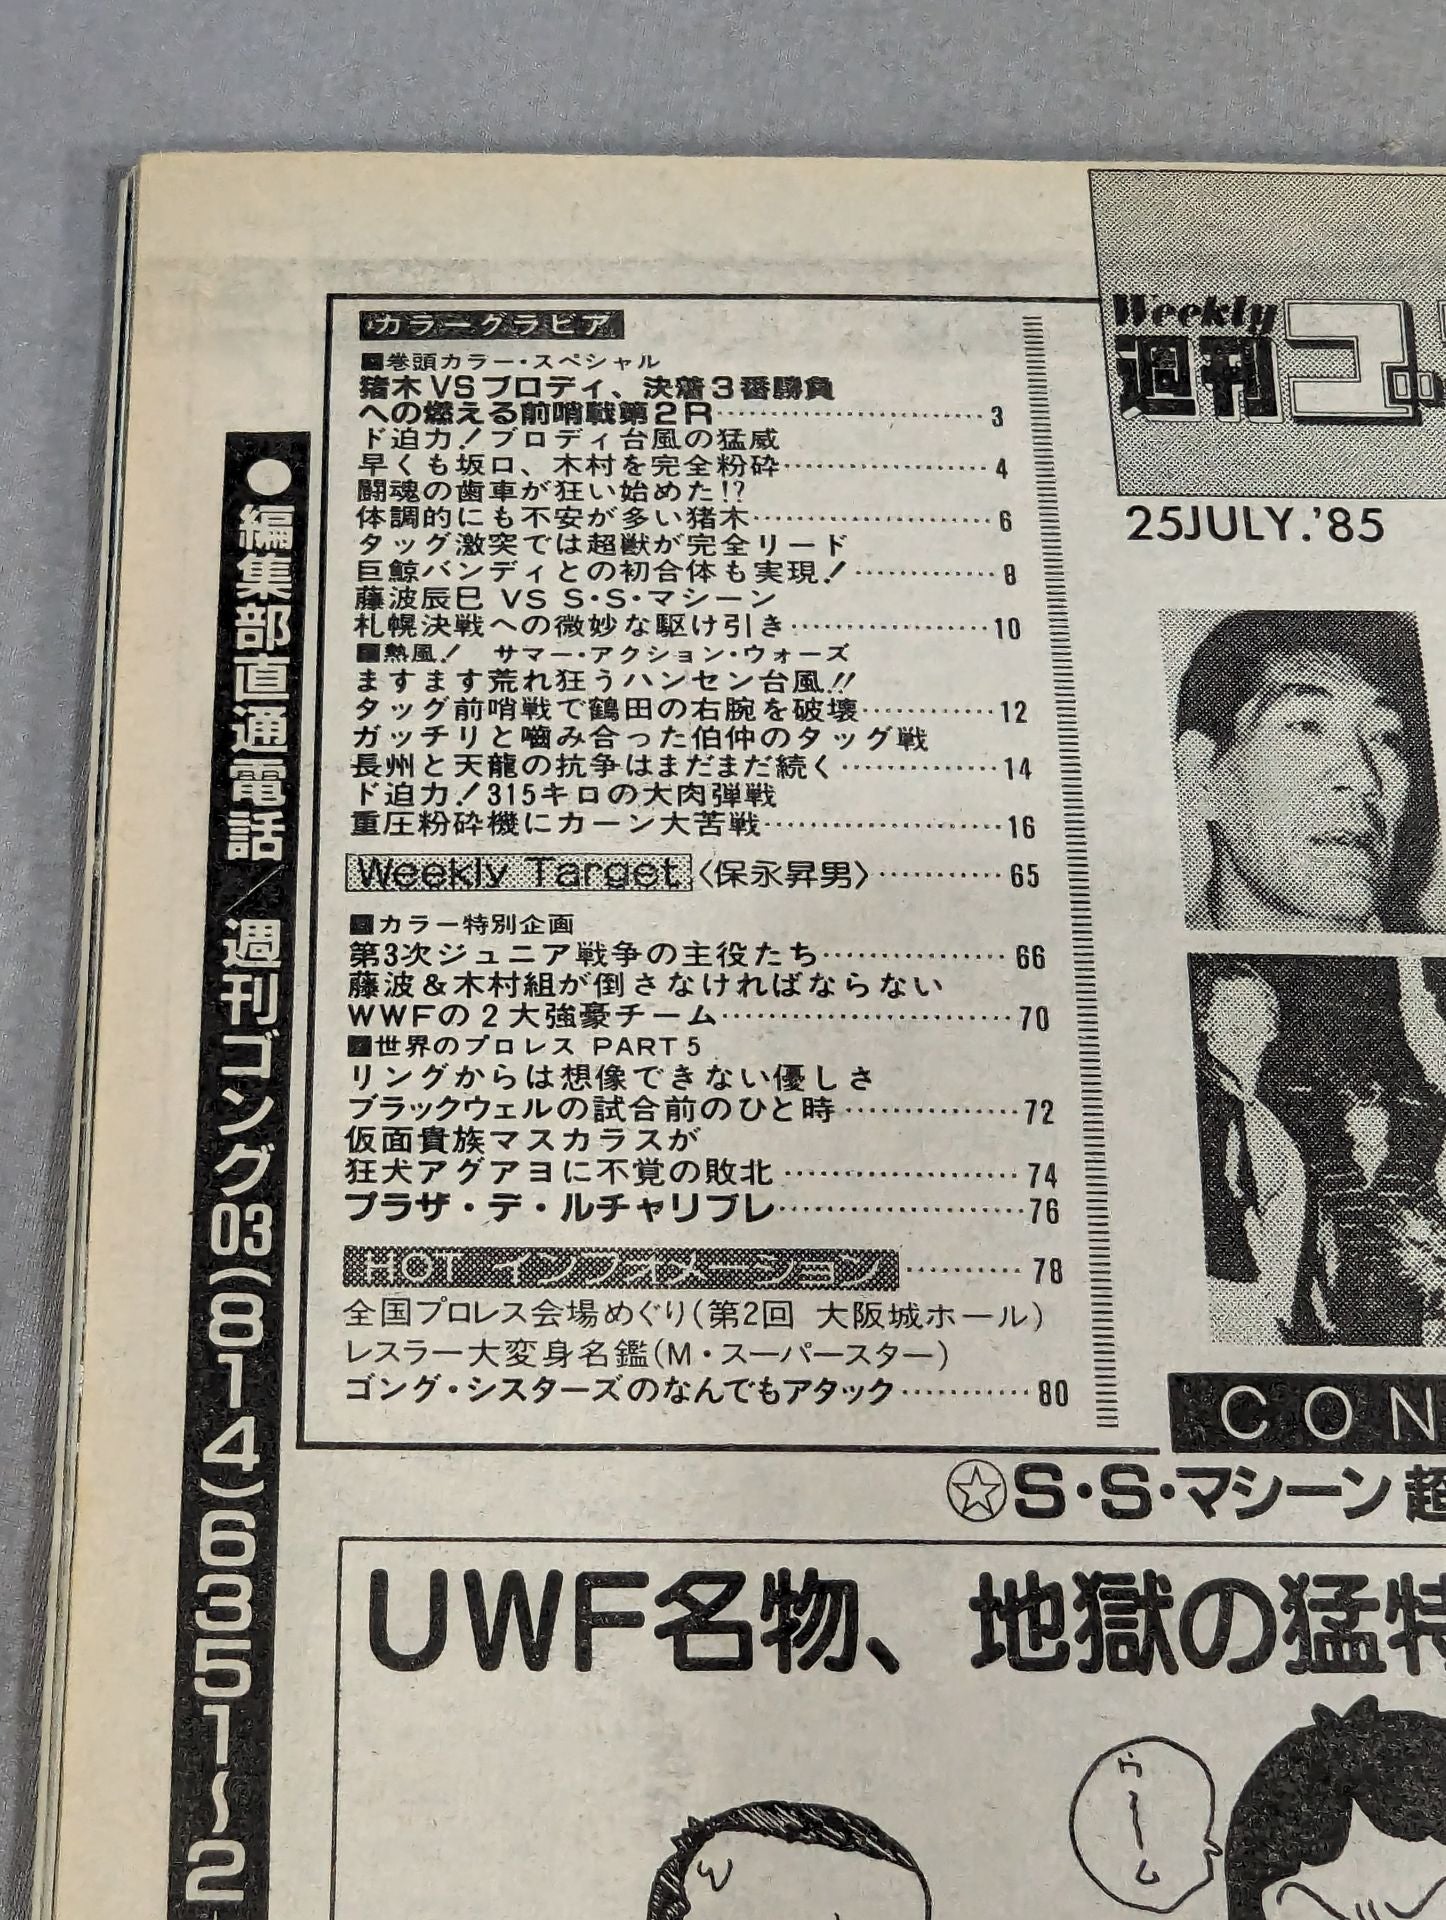 カラーグラビア
■巻頭カラー・スペシャル
猪木VSブロディ、決着3番勝負
への燃える前哨戦第2R……………………3
ド迫力！ブロディ台風の猛威
早くも坂口、木村を完全粉砕………………4
闘魂の歯車が狂い始めた!?
体調的にも不安が多い猪木…………………6
タッグ激突では超獣が完全リード
巨鯨バンディとの初合体も実現！…………8
藤波辰巳 VS S・S・マシーン
札幌決戦への微妙な駆け引き………………10
■熱風！ サマー・アクション・ウォーズ
ますます荒れ狂うハンセン台風!!
タッグ前哨戦で鶴田の右腕を破壊…………12
ガッチリと嚙み合った伯仲のタッグ戦
長州と天龍の抗争はまだまだ続く…………14
ド迫力！315キロの大肉弾戦
重圧粉砕機にカーン大苦戦…………………16
Weekly Target〈保永昇男〉…………65
■カラー特別企画
第3次ジュニア戦争の主役たち……………66
藤波＆木村組が倒さなければならない
WWFの2大強豪チーム……………………70
■世界のプロレス PART5
リングからは想像できない優しさ
ブラックウェルの試合前のひと時…………72
仮面貴族マスカラスが
狂犬アグアヨに不覚の敗北…………………74
プラザ・デ・ルチャリブレ…………………76
HOT インフォメーション…………78
全国プロレス会場めぐり(第2回 大阪城ホール)
レスラー大変身名鑑(M・スーパースター)
ゴング・シスターズのなんでもアタック…………80
●編集部直通電話／週刊ゴング03(814)6351〜2
Weekly
週刊ゴ
25JULY.'85
CON
☆S・S・マシーン超
UWF名物、地獄の猛特
ウーム